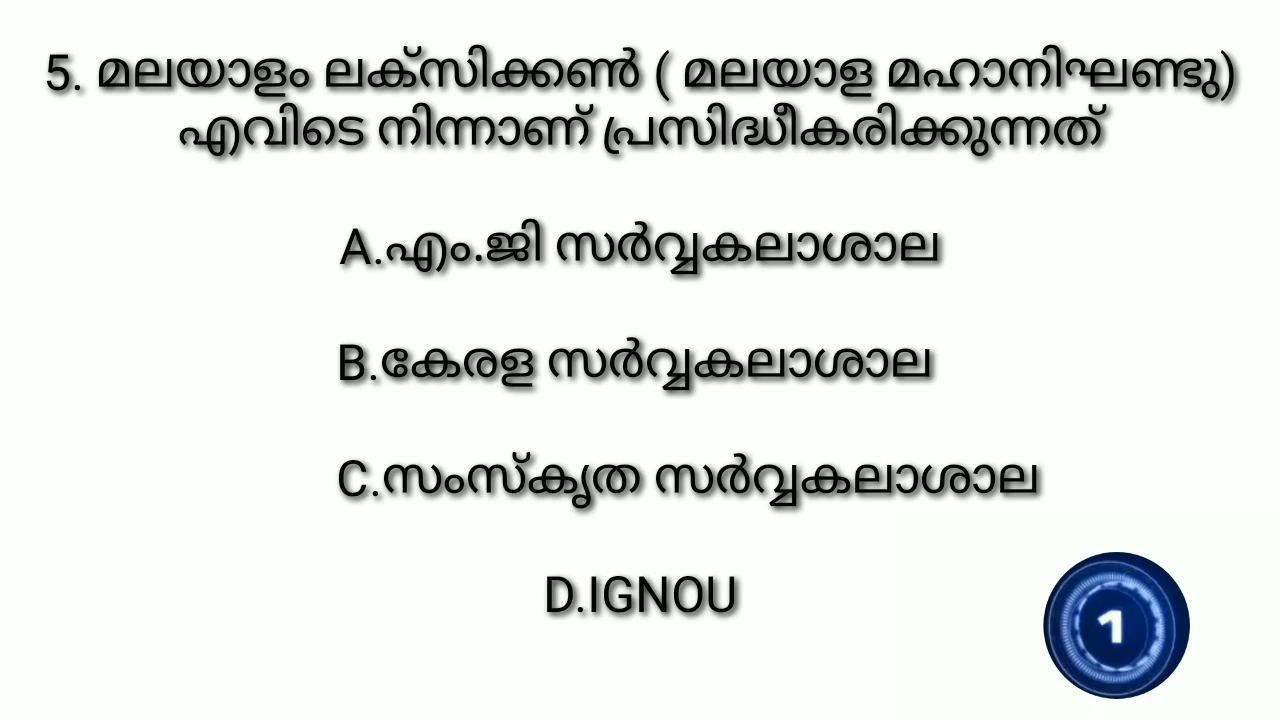 5. മലയാളം ലക്സിക്കൺ ( മലയാള മഹാനിഘണ്ടു)
എവിടെ നിന്നാണ് പ്രസിദ്ധീകരിക്കുന്നത്
A.എം.ജി സർവ്വകലാശാല
B.കേരള സർവ്വകലാശാല
C.സംസ്കൃത സർവ്വകലാശാല
D.IGNOU
1